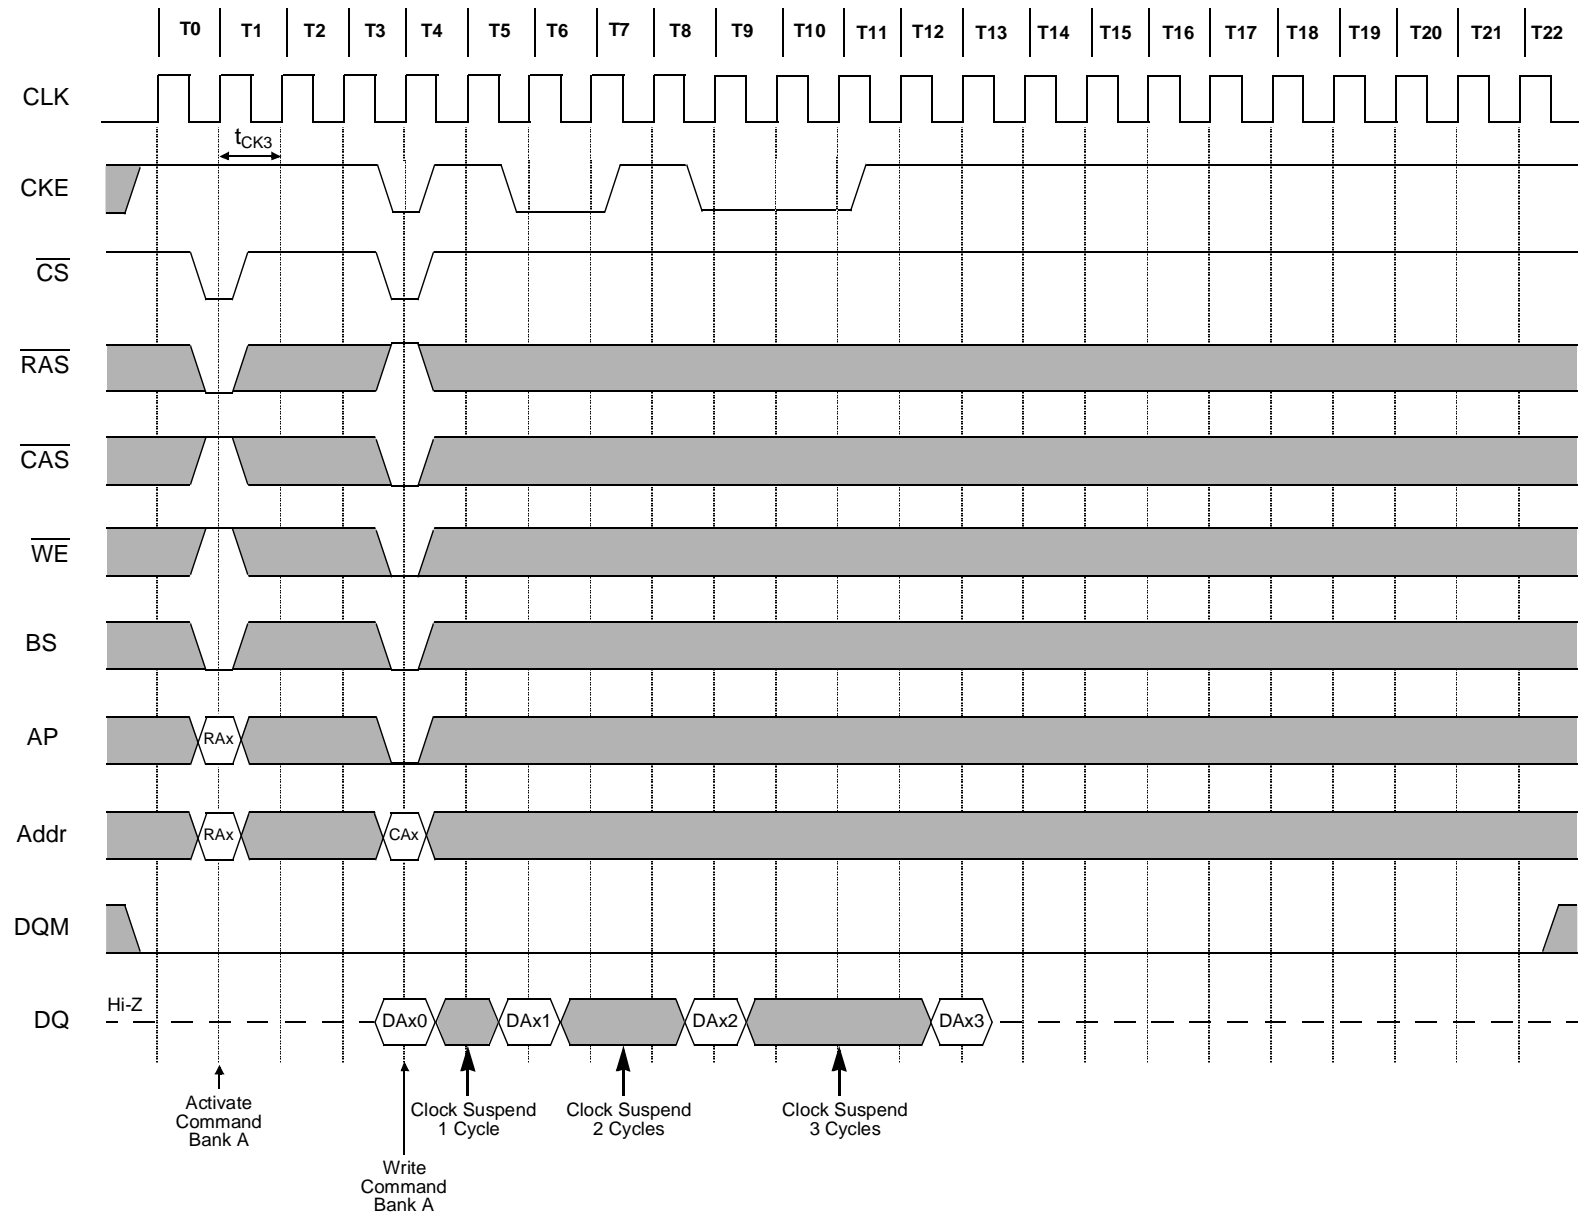 T0 T1 T2 T3 T4 T5 T6 T7 T8 T9 T10 T11 T12 T13 T14 T15 T16 T17 T18 T19 T20 T21 T22
CLK
tCK3
CKE
CS
RAS
CAS
WE
BS
AP RAx
Addr RAx CAx
DQM
Hi-Z
DQ DAx0 DAx1 DAx2 DAx3
Activate
Command
Bank A
Clock Suspend
1 Cycle
Clock Suspend
2 Cycles
Clock Suspend
3 Cycles
Write
Command
Bank A